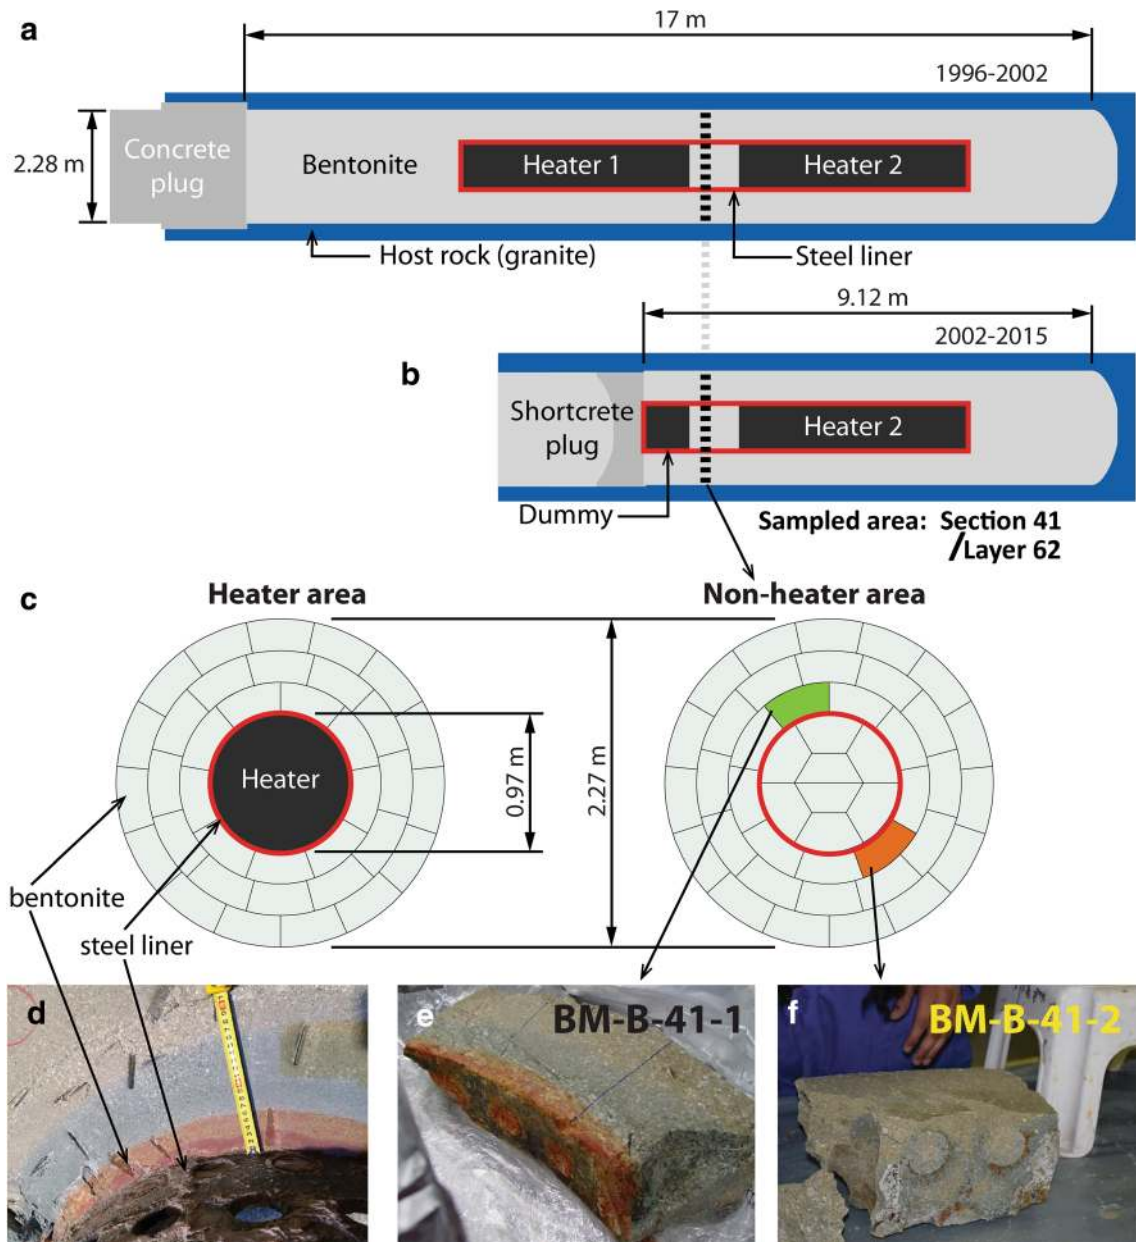 a
17 m
1996-2002
2.28 m
Concrete
plug
Bentonite
Heater 1
Heater 2
Host rock (granite)
Steel liner
9.12 m
2002-2015
b
Shortcrete
plug
Heater 2
Dummy
Sampled area: Section 41
/Layer 62
c
Heater area
Non-heater area
Heater
0.97 m
2.27 m
bentonite
steel liner
d
e
BM-B-41-1
f
BM-B-41-2